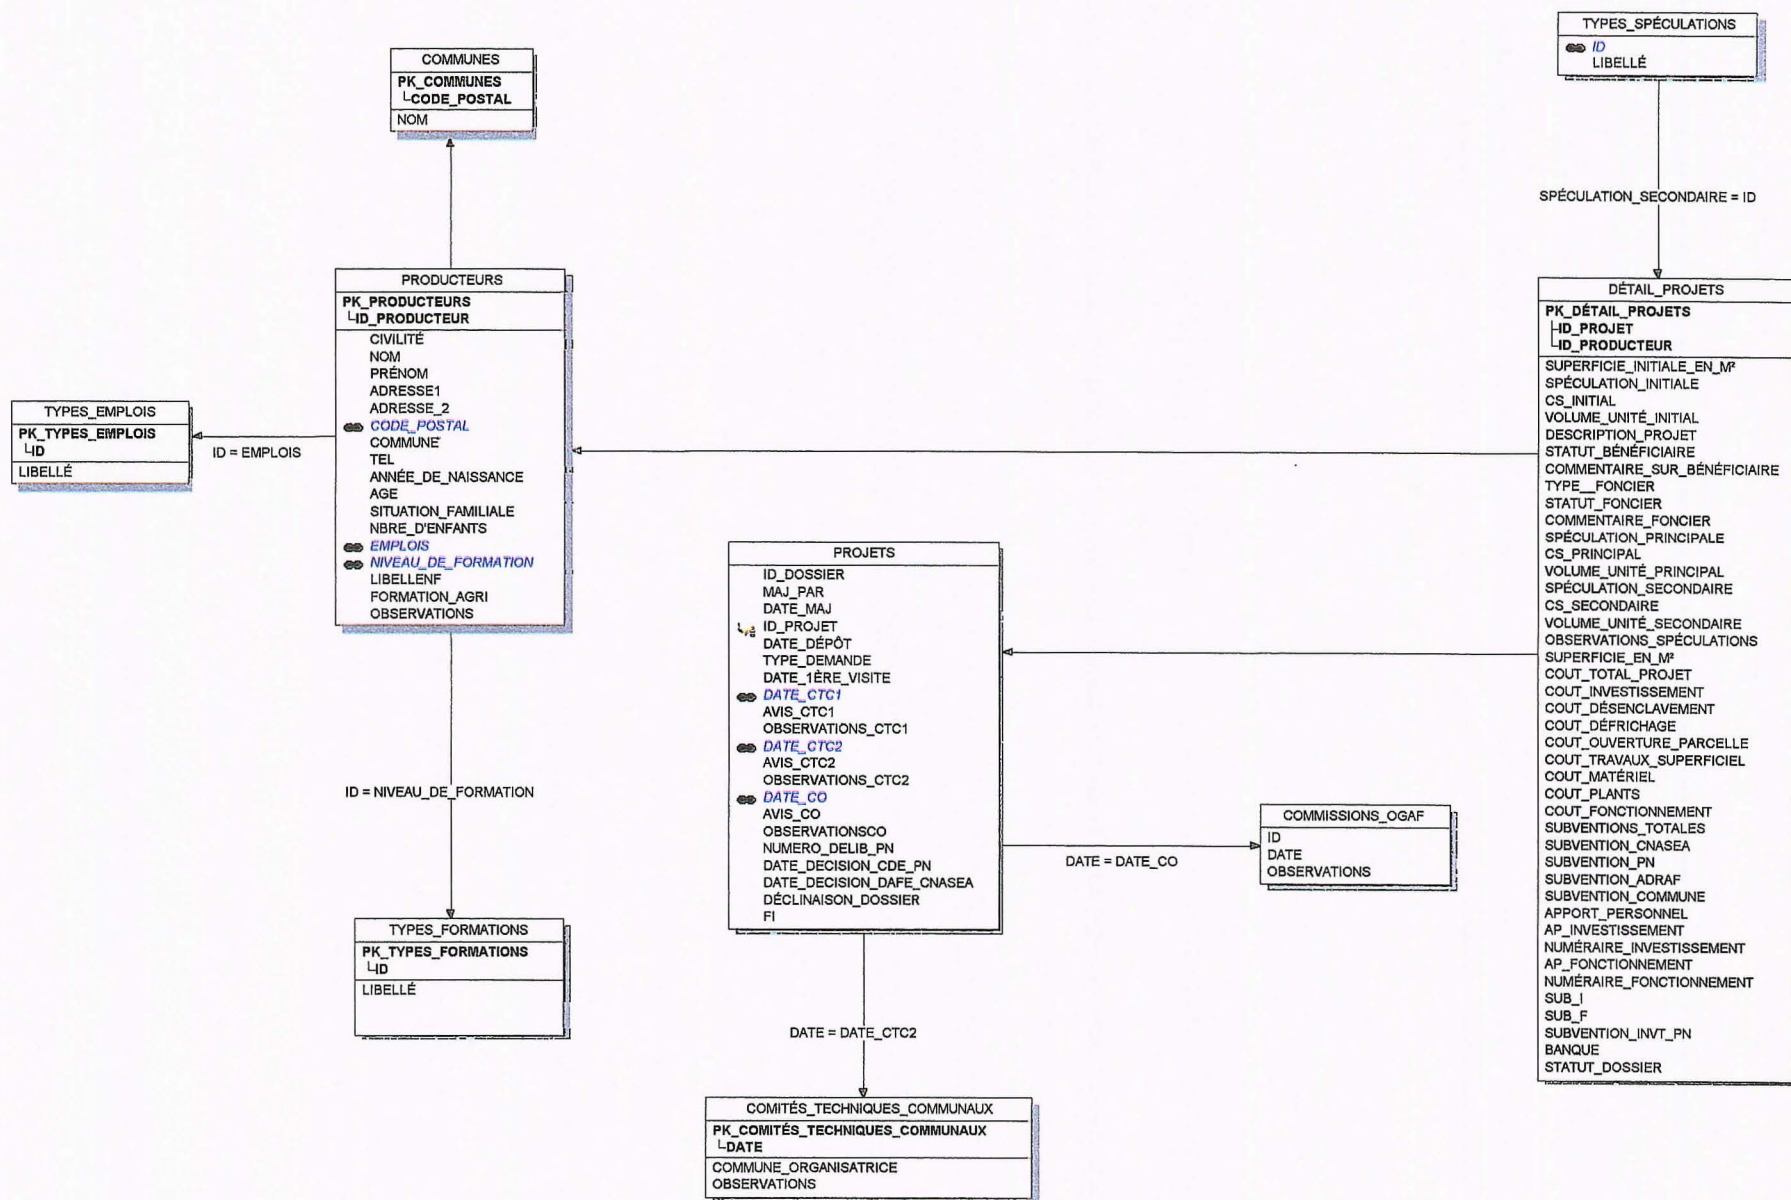 TYPES_SPÉCULATIONS
ID
LIBELLÉ
COMMUNES
PK_COMMUNES
CODE_POSTAL
NOM
SPÉCULATION_SECONDAIRE = ID
PRODUCTEURS
PK_PRODUCTEURS
ID_PRODUCTEUR
CIVILITÉ
NOM
PRÉNOM
ADRESSE1
ADRESSE_2
CODE_POSTAL
COMMUNE
TEL
ANNÉE_DE_NAISSANCE
AGE
SITUATION_FAMILIALE
NBRE_D'ENFANTS
EMPLOIS
NIVEAU_DE_FORMATION
LIBELLENF
FORMATION_AGRI
OBSERVATIONS
TYPES_EMPLOIS
PK_TYPES_EMPLOIS
ID
LIBELLÉ
ID = EMPLOIS
ID = NIVEAU_DE_FORMATION
TYPES_FORMATIONS
PK_TYPES_FORMATIONS
ID
LIBELLÉ
PROJETS
ID_DOSSIER
MAJ_PAR
DATE_MAJ
ID_PROJET
DATE_DÉPÔT
TYPE_DEMANDE
DATE_1ÈRE_VISITE
DATE_CTC1
AVIS_CTC1
OBSERVATIONS_CTC1
DATE_CTC2
AVIS_CTC2
OBSERVATIONS_CTC2
DATE_CO
AVIS_CO
OBSERVATIONSCO
NUMERO_DELIB_PN
DATE_DECISION_CDE_PN
DATE_DECISION_DAFE_CNASEA
DÉCLINAISON_DOSSIER
FI
DATE = DATE_CO
COMMISSIONS_OGAF
ID
DATE
OBSERVATIONS
DATE = DATE_CTC2
COMITÉS_TECHNIQUES_COMMUNAUX
PK_COMITÉS_TECHNIQUES_COMMUNAUX
DATE
COMMUNE_ORGANISATRICE
OBSERVATIONS
DÉTAIL_PROJETS
PK_DÉTAIL_PROJETS
ID_PROJET
ID_PRODUCTEUR
SUPERFICIE_INITIALE_EN_M²
SPÉCULATION_INITIALE
CS_INITIAL
VOLUME_UNITÉ_INITIAL
DESCRIPTION_PROJET
STATUT_BÉNÉFICIAIRE
COMMENTAIRE_SUR_BÉNÉFICIAIRE
TYPE__FONCIER
STATUT_FONCIER
COMMENTAIRE_FONCIER
SPÉCULATION_PRINCIPALE
CS_PRINCIPAL
VOLUME_UNITÉ_PRINCIPAL
SPÉCULATION_SECONDAIRE
CS_SECONDAIRE
VOLUME_UNITÉ_SECONDAIRE
OBSERVATIONS_SPÉCULATIONS
SUPERFICIE_EN_M²
COUT_TOTAL_PROJET
COUT_INVESTISSEMENT
COUT_DÉSENCLAVEMENT
COUT_DÉFRICHAGE
COUT_OUVERTURE_PARCELLE
COUT_TRAVAUX_SUPERFICIEL
COUT_MATÉRIEL
COUT_PLANTS
COUT_FONCTIONNEMENT
SUBVENTIONS_TOTALES
SUBVENTION_CNASEA
SUBVENTION_PN
SUBVENTION_ADRAF
SUBVENTION_COMMUNE
APPORT_PERSONNEL
AP_INVESTISSEMENT
NUMÉRAIRE_INVESTISSEMENT
AP_FONCTIONNEMENT
NUMÉRAIRE_FONCTIONNEMENT
SUB_I
SUB_F
SUBVENTION_INVT_PN
BANQUE
STATUT_DOSSIER